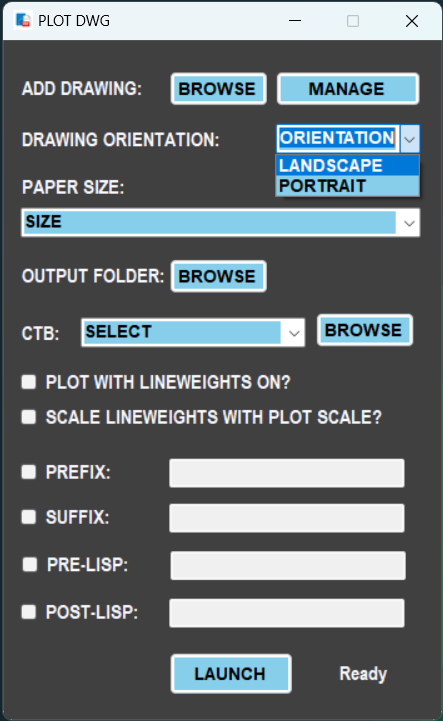 PLOT DWG
ADD DRAWING: BROWSE MANAGE
DRAWING ORIENTATION: ORIENTATION
LANDSCAPE
PORTRAIT
PAPER SIZE:
SIZE
OUTPUT FOLDER: BROWSE
CTB: SELECT BROWSE
PLOT WITH LINEWEIGHTS ON?
SCALE LINEWEIGHTS WITH PLOT SCALE?
PREFIX:
SUFFIX:
PRE-LISP:
POST-LISP:
LAUNCH Ready